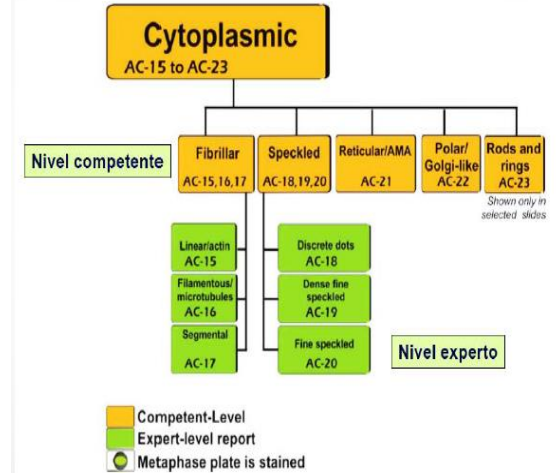 Cytoplasmic
AC-15 to AC-23
Nivel competente
Fibrillar
AC-15,16,17
Speckled
AC-18,19,20
Reticular/AMA
AC-21
Polar/
Golgi-like
AC-22
Rods and
rings
AC-23
Shown only in
selected slides
Linear/actin
AC-15
Filamentous/
microtubules
AC-16
Segmental
AC-17
Discrete dots
AC-18
Dense fine
speckled
AC-19
Fine speckled
AC-20
Nivel experto
Competent-Level
Expert-level report
Metaphase plate is stained